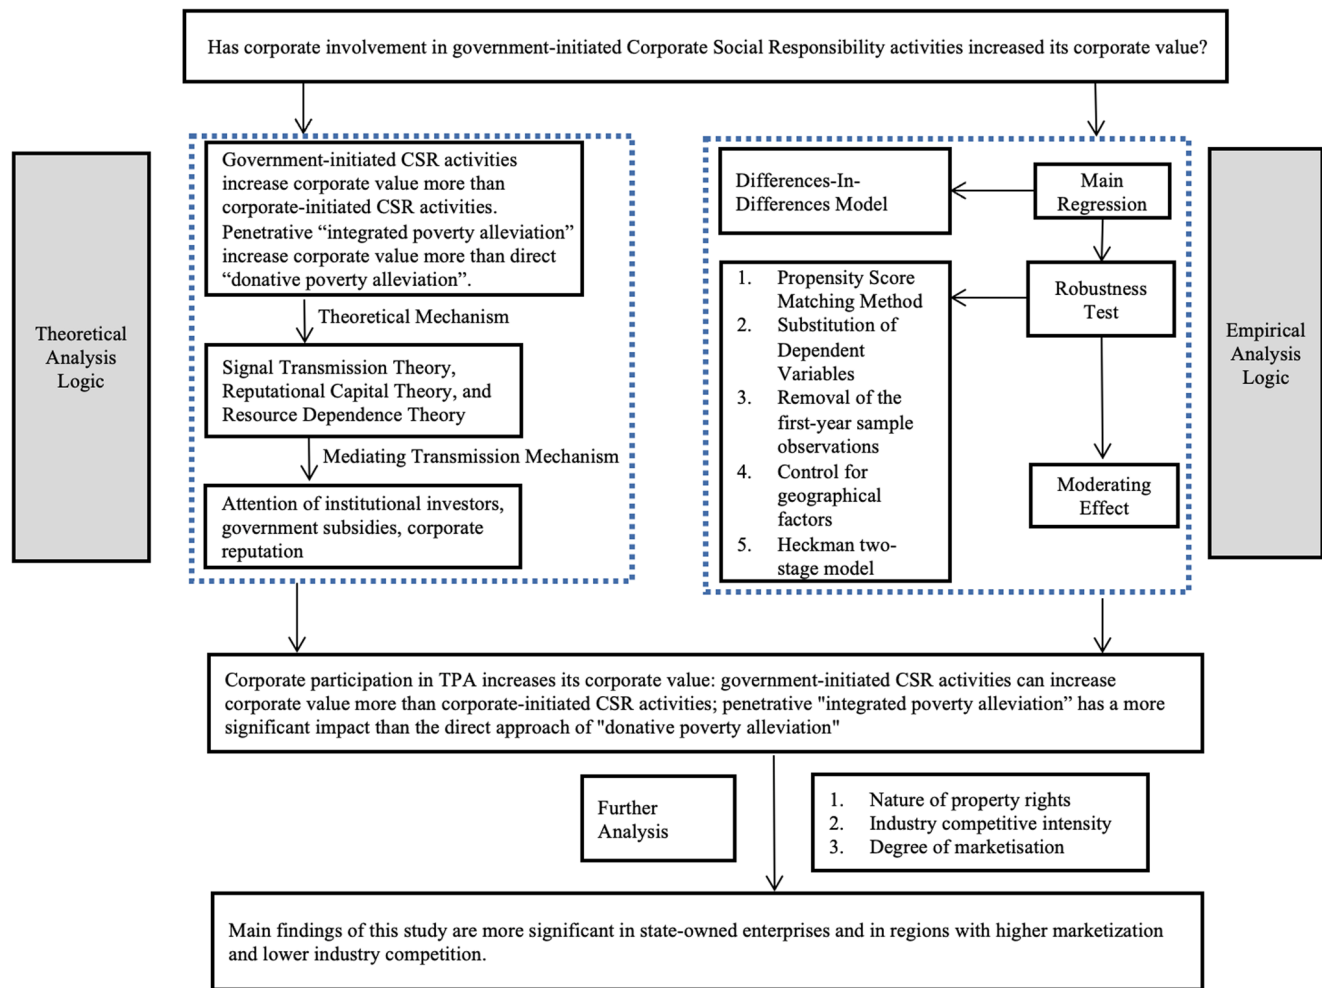 Has corporate involvement in government-initiated Corporate Social Responsibility activities increased its corporate value?
Theoretical
Analysis
Logic
Government-initiated CSR activities
increase corporate value more than
corporate-initiated CSR activities.
Penetrative “integrated poverty alleviation”
increase corporate value more than direct
“donative poverty alleviation”.
Theoretical Mechanism
Signal Transmission Theory,
Reputational Capital Theory, and
Resource Dependence Theory
Mediating Transmission Mechanism
Attention of institutional investors,
government subsidies, corporate
reputation
Differences-In-
Differences Model
Main
Regression
1. Propensity Score
Matching Method
2. Substitution of
Dependent
Variables
3. Removal of the
first-year sample
observations
4. Control for
geographical
factors
5. Heckman two-
stage model
Robustness
Test
Moderating
Effect
Empirical
Analysis
Logic
Corporate participation in TPA increases its corporate value: government-initiated CSR activities can increase
corporate value more than corporate-initiated CSR activities; penetrative "integrated poverty alleviation” has a more
significant impact than the direct approach of "donative poverty alleviation"
Further
Analysis
1. Nature of property rights
2. Industry competitive intensity
3. Degree of marketisation
Main findings of this study are more significant in state-owned enterprises and in regions with higher marketization
and lower industry competition.